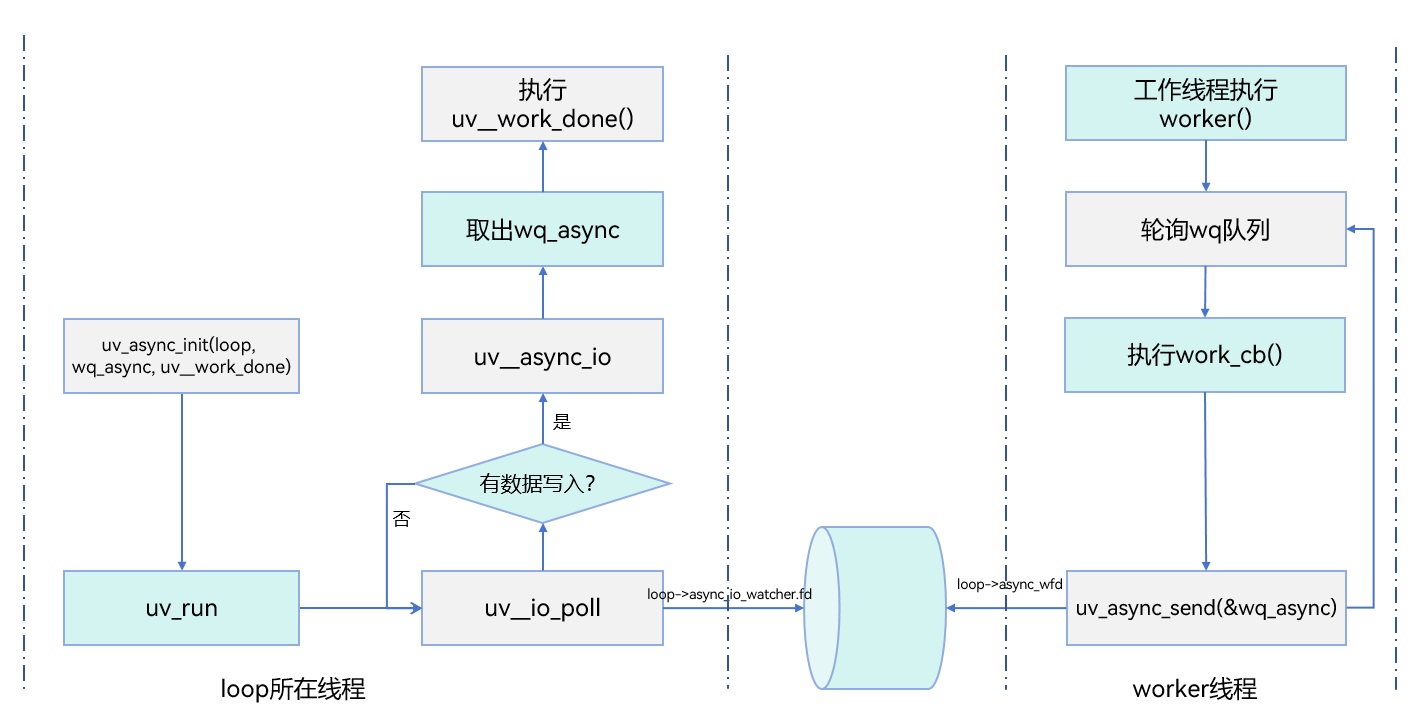 执行
uv__work_done()
取出wq_async
uv__async_io
uv_async_init(loop,
wq_async, uv__work_done)
是
有数据写入?
否
uv_run
uv__io_poll
loop->async_io_watcher.fd
loop所在线程
工作线程执行
worker()
轮询wq队列
执行work_cb()
loop->async_wfd
uv_async_send(&wq_async)
worker线程